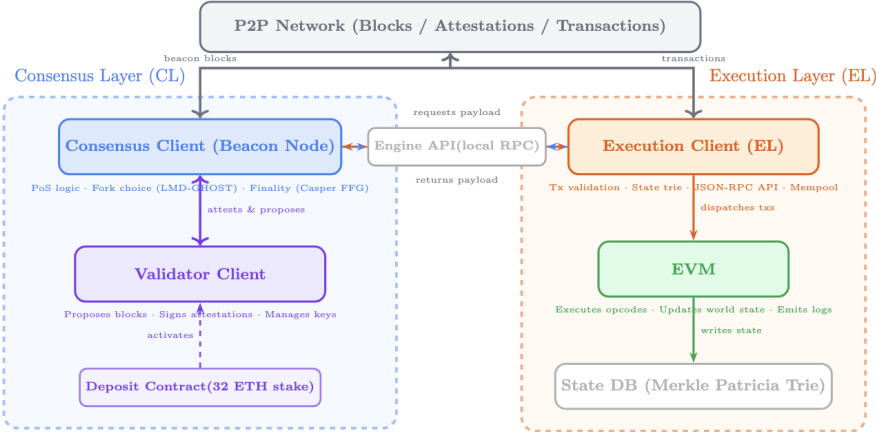 P2P Network (Blocks / Attestations / Transactions)
beacon blocks
transactions
Consensus Layer (CL)
Execution Layer (EL)
requests payload
Consensus Client (Beacon Node)
Engine API(local RPC)
Execution Client (EL)
returns payload
PoS logic · Fork choice (LMD-GHOST) · Finality (Casper FFG)
Tx validation · State trie · JSON-RPC API · Mempool
attests & proposes
dispatches txs
Validator Client
EVM
Proposes blocks · Signs attestations · Manages keys
Executes opcodes · Updates world state · Emits logs
activates
writes state
Deposit Contract(32 ETH stake)
State DB (Merkle Patricia Trie)